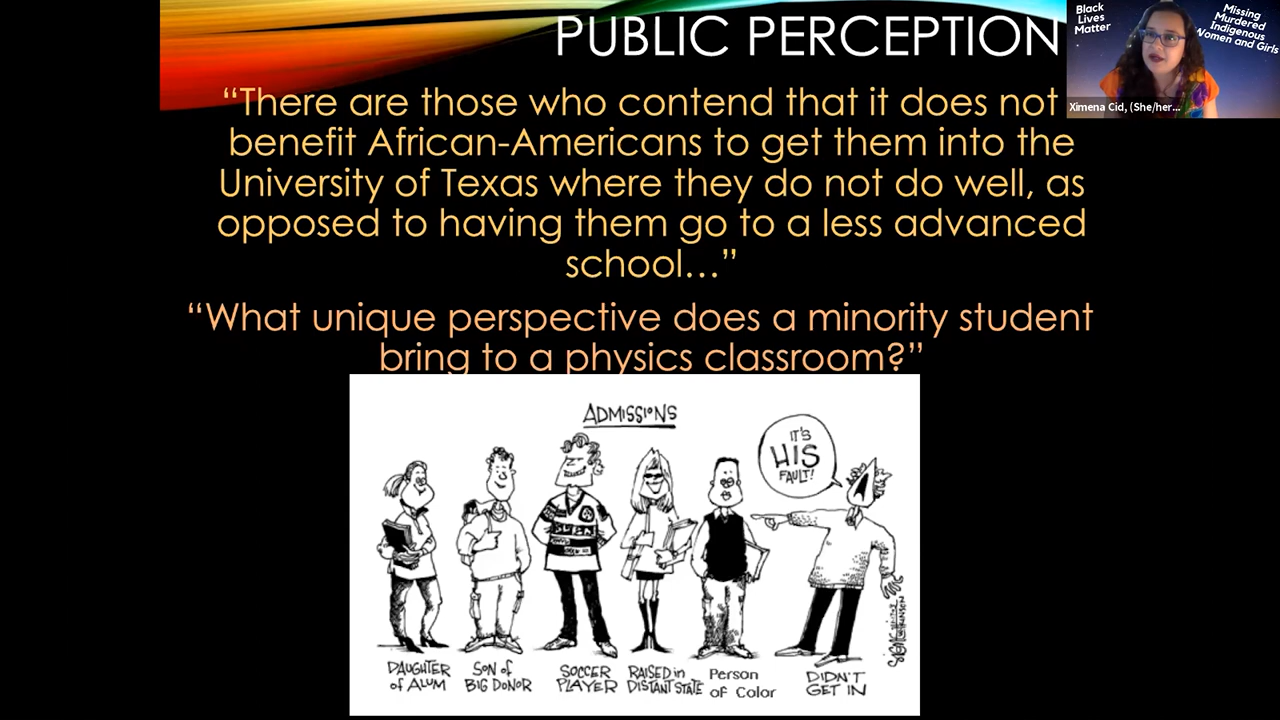 PUBLIC PERCEPTION
Black
Lives
Matter
Missing
Murdered
Indigenous
Women and Girls
Ximena Cid, (She/her...
“There are those who contend that it does not
benefit African-Americans to get them into the
University of Texas where they do not do well, as
opposed to having them go to a less advanced
school…”
“What unique perspective does a minority student
bring to a physics classroom?”
ADMISSIONS
IT'S
HIS
FAULT!
DAUGHTER
of ALUM
SON of
BIG DONOR
SOCCER
PLAYER
RAISED in
DISTANT STATE
Person
of Color
DIDN'T
GET IN